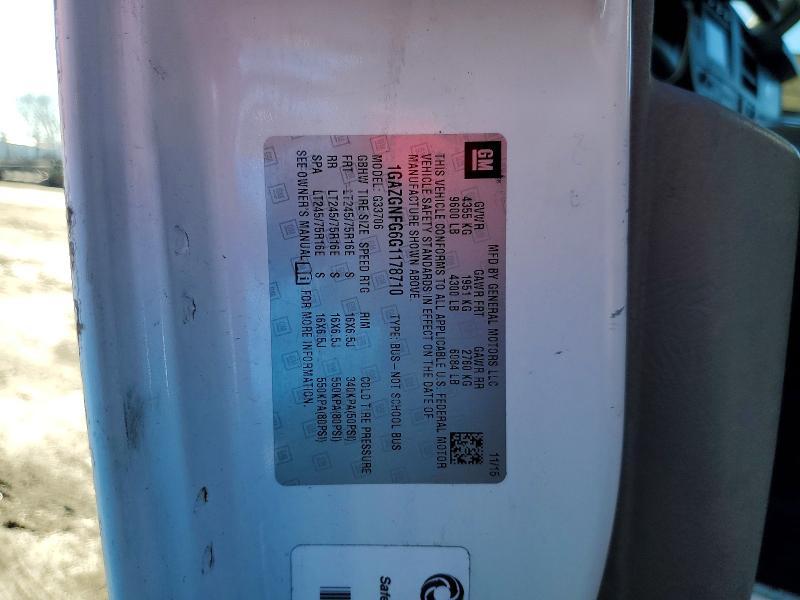 GM
MFD BY GENERAL MOTORS LLC 11/15
GVWR GAWR FRT GAWR RR
4355 KG 1951 KG 2760 KG
9600 LB 4300 LB 6084 LB
THIS VEHICLE CONFORMS TO ALL APPLICABLE U.S. FEDERAL MOTOR
VEHICLE SAFETY STANDARDS IN EFFECT ON THE DATE OF
MANUFACTURE SHOWN ABOVE.
1GAZGNFG6G1178710 TYPE: BUS–NOT SCHOOL BUS
MODEL: G33706
GBHW TIRE SIZE SPEED RTG RIM COLD TIRE PRESSURE
FRT LT245/75R16E S 16X6.5J 340KPA(50PSI)
RR LT245/75R16E S 16X6.5J 550KPA(80PSI)
SPA LT245/75R16E S 16X6.5J 550KPA(80PSI)
SEE OWNER'S MANUAL FOR MORE INFORMATION.
Safe